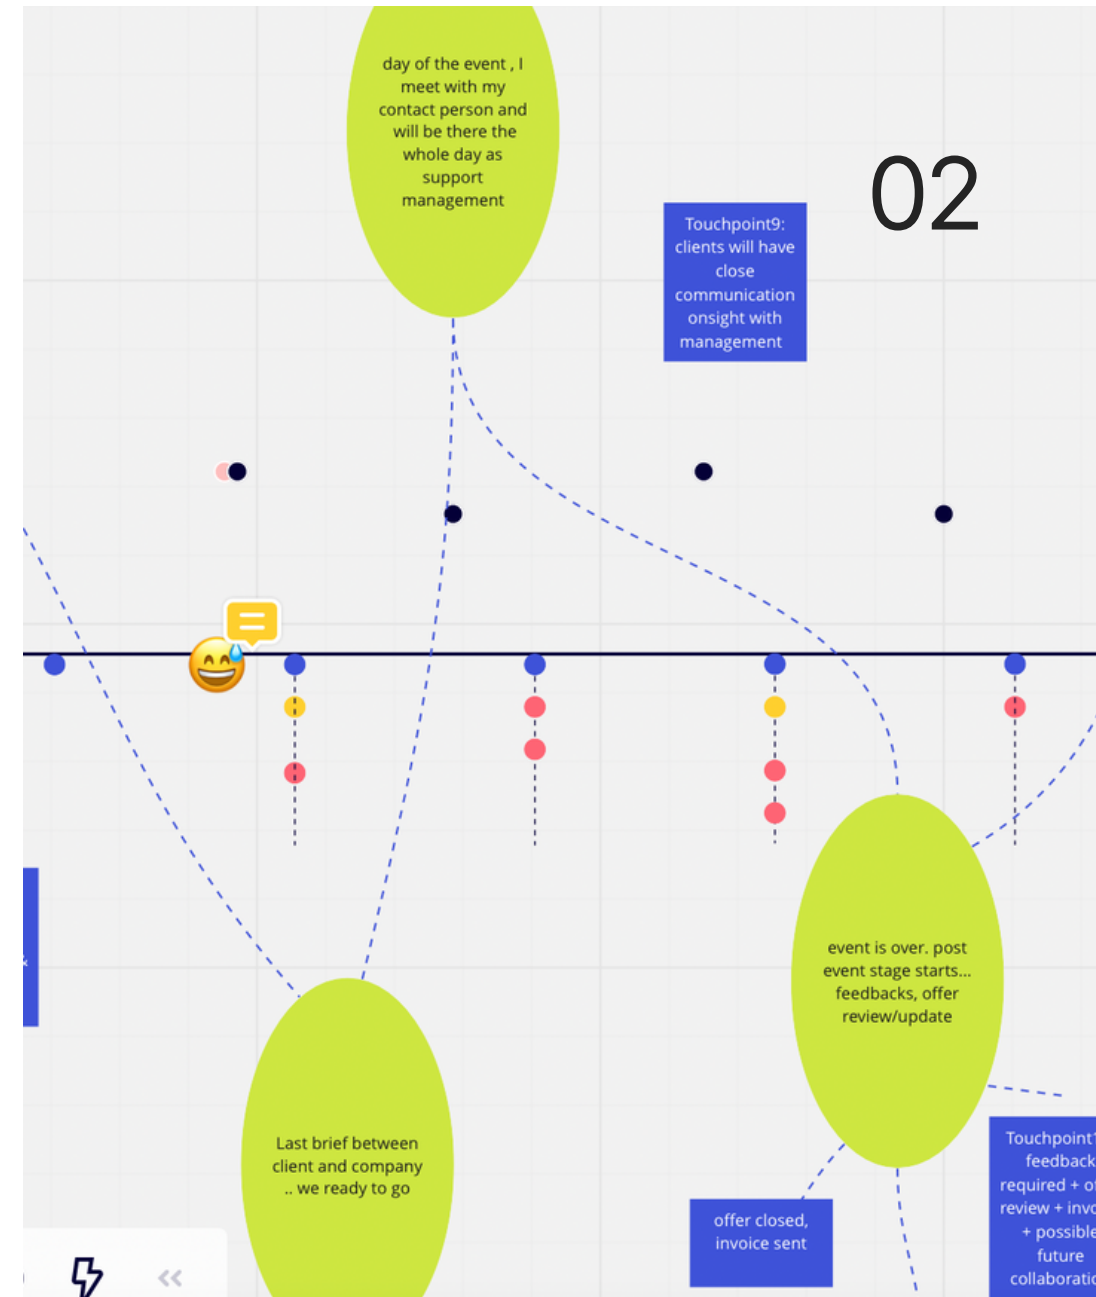 day of the event , I
meet with my
contact person and
will be there the
whole day as
support
management
02
Touchpoint9:
clients will have
close
communication
onsight with
management
event is over. post
event stage starts...
feedbacks, offer
review/update
Last brief between
client and company
.. we ready to go
offer closed,
invoice sent
feedback
required +
review +
+ possible
future